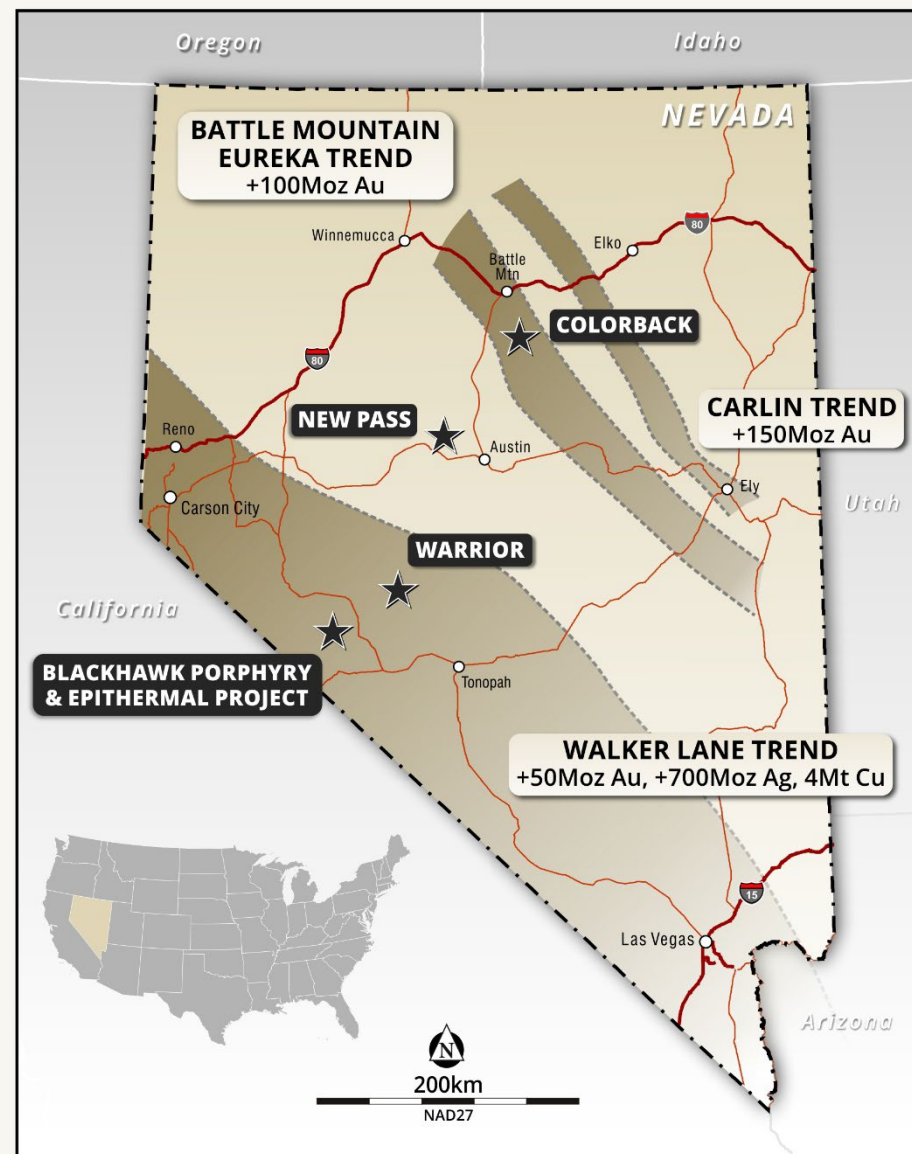 Oregon
Idaho
NEVADA
BATTLE MOUNTAIN
EUREKA TREND
+100Moz Au
Winnemucca
80
Elko
Battle
Mtn
COLORBACK
80
CARLIN TREND
+150Moz Au
NEW PASS
Reno
Austin
Ely
Carson City
Utah
WARRIOR
California
BLACKHAWK PORPHYRY
& EPITHERMAL PROJECT
Tonopah
WALKER LANE TREND
+50Moz Au, +700Moz Ag, 4Mt Cu
15
Las Vegas
Arizona
N
200km
NAD27